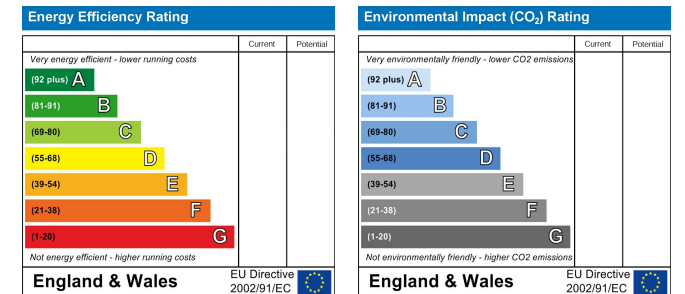 Energy Efficiency Rating
Current Potential
Very energy efficient - lower running costs
(92 plus) A
(81-91) B
(69-80) C
(55-68) D
(39-54) E
(21-38) F
(1-20) G
Not energy efficient - higher running costs
England & Wales
EU Directive
2002/91/EC
Environmental Impact (CO2) Rating
Current Potential
Very environmentally friendly - lower CO2 emissions
(92 plus) A
(81-91) B
(69-80) C
(55-68) D
(39-54) E
(21-38) F
(1-20) G
Not environmentally friendly - higher CO2 emissions
England & Wales
EU Directive
2002/91/EC